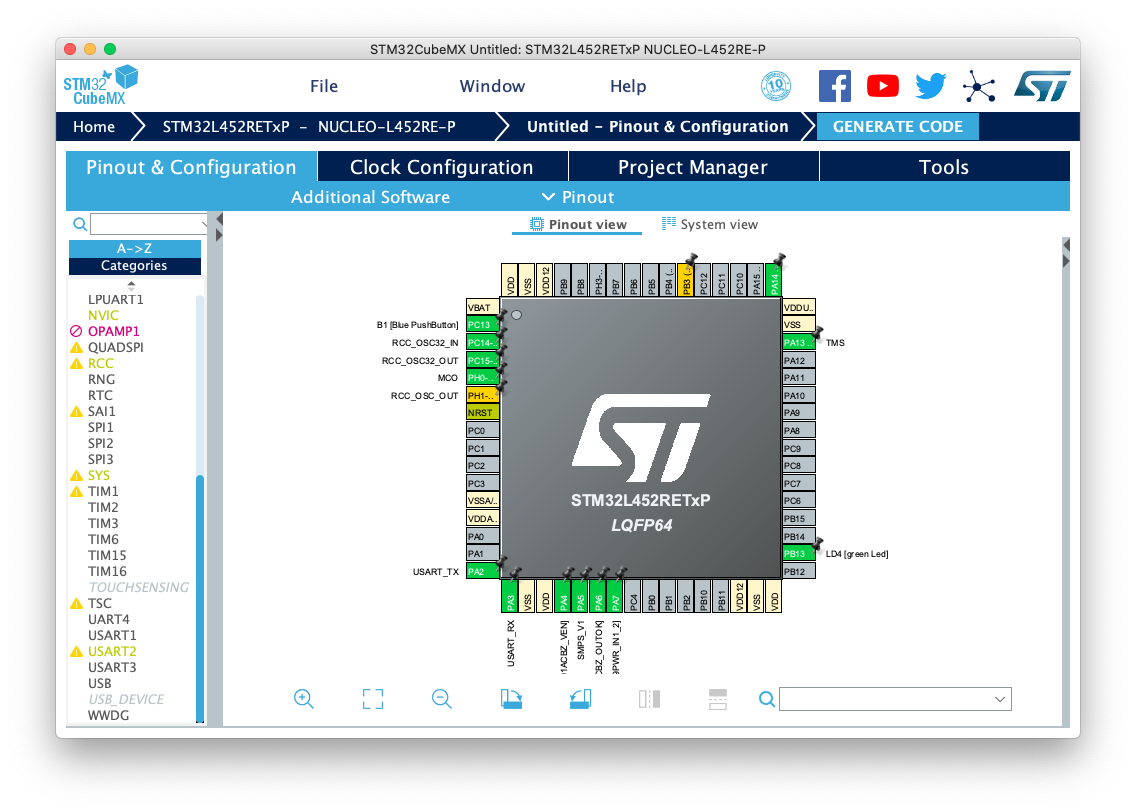 STM32CubeMX Untitled: STM32L452RETxP NUCLEO-L452RE-P
STM32
CubeMX
File Window Help
10
Home STM32L452RETxP - NUCLEO-L452RE-P Untitled - Pinout & Configuration GENERATE CODE
Pinout & Configuration Clock Configuration Project Manager Tools
Additional Software Pinout
Pinout view System view
A->Z
Categories
LPUART1
NVIC
OPAMP1
QUADSPI
RCC
RNG
RTC
SAI1
SPI1
SPI2
SPI3
SYS
TIM1
TIM2
TIM3
TIM6
TIM15
TIM16
TOUCHSENSING
TSC
UART4
USART1
USART2
USART3
USB
USB_DEVICE
WWDG
VDD VSS VDD12 PB9 PB8 PH3-.. PB7 PB6 PB5 PB4 (.. PB3 (.. PC12 PC11 PC10 PA15.. PA14..
VBAT
B1 [Blue PushButton] PC13
RCC_OSC32_IN PC14-..
RCC_OSC32_OUT PC15-..
MCO PH0-..
RCC_OSC_OUT PH1-..
NRST
PC0
PC1
PC2
PC3
VSSA/..
VDDA..
PA0
PA1
USART_TX PA2
STM32L452RETxP
LQFP64
VDDU..
VSS
PA13.. TMS
PA12
PA11
PA10
PA9
PA8
PC9
PC8
PC7
PC6
PB15
PB14
PB13 LD4 [green Led]
PB12
PA3 VSS VDD PA4 PA5 PA6 PA7 PC4 PB0 PB1 PB2 PB10 PB11 VDD12 VSS VDD
USART_RX
SMPS_V1